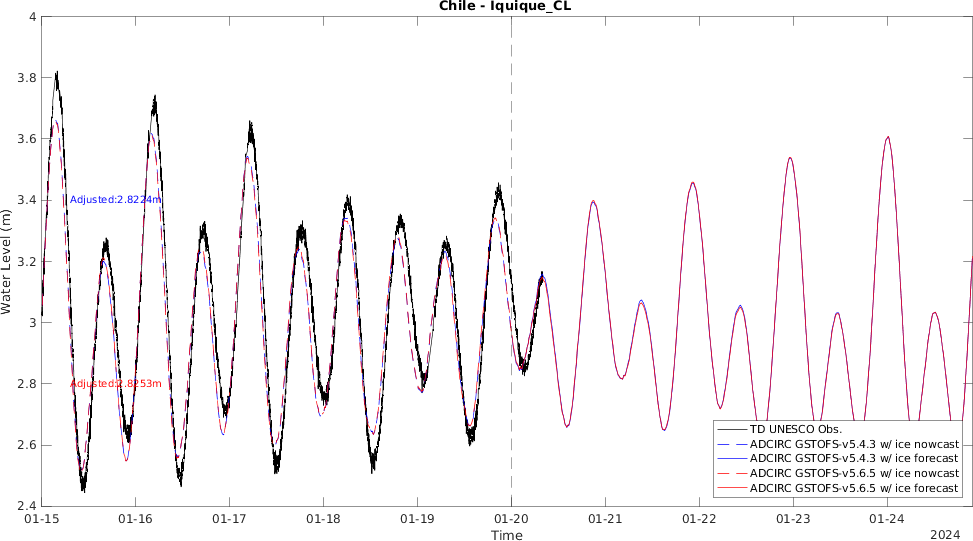 Chile - Iquique_CL
4
3.8
3.6
3.4
3.2
3
2.8
2.6
2.4
Water Level (m)
Adjusted:2.8224m
Adjusted:2.8253m
TD UNESCO Obs.
ADCIRC GSTOFS-v5.4.3 w/ ice nowcast
ADCIRC GSTOFS-v5.4.3 w/ ice forecast
ADCIRC GSTOFS-v5.6.5 w/ ice nowcast
ADCIRC GSTOFS-v5.6.5 w/ ice forecast
01-15 01-16 01-17 01-18 01-19 01-20 01-21 01-22 01-23 01-24
Time
2024